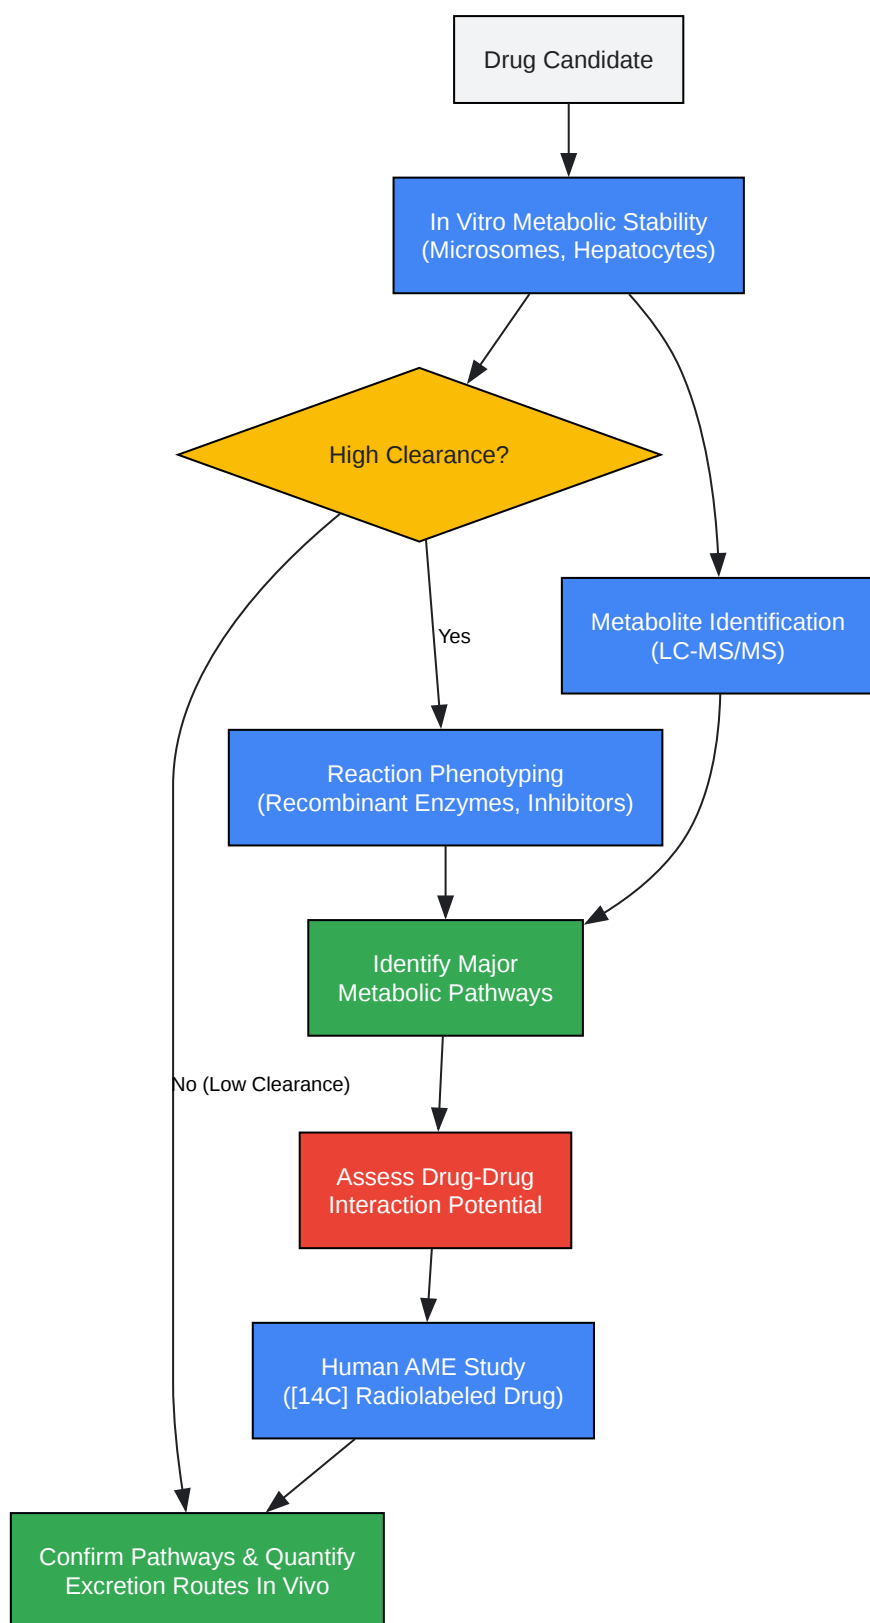 Drug Candidate
In Vitro Metabolic Stability
(Microsomes, Hepatocytes)
High Clearance?
Metabolite Identification
(LC-MS/MS)
Yes
Reaction Phenotyping
(Recombinant Enzymes, Inhibitors)
Identify Major
Metabolic Pathways
No (Low Clearance)
Assess Drug-Drug
Interaction Potential
Human AME Study
([14C] Radiolabeled Drug)
Confirm Pathways & Quantify
Excretion Routes In Vivo